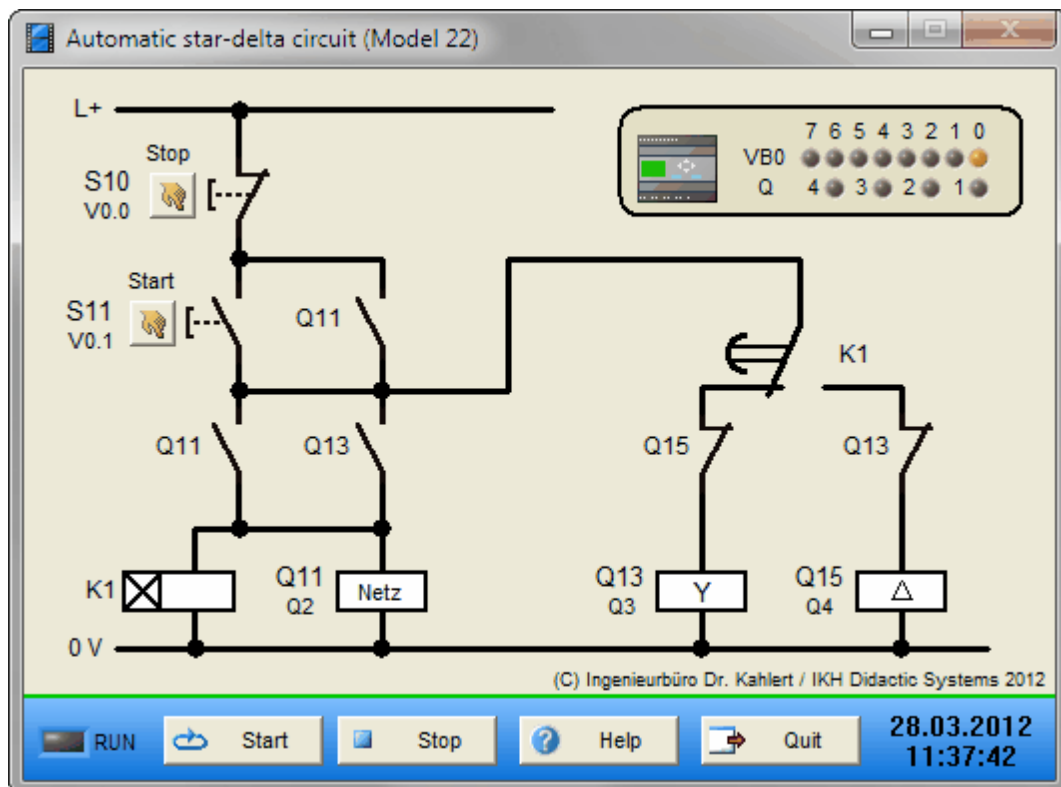 Automatic star-delta circuit (Model 22)
L+
7 6 5 4 3 2 1 0
VB0
Q 4 3 2 1
Stop
S10
V0.0
Start
S11
V0.1
Q11
K1
Q11
Q13
Q15
Q13
K1
Q11
Q2
Netz
Q13
Q3
Y
Q15
Q4
Δ
0 V
(C) Ingenieurbüro Dr. Kahlert / IKH Didactic Systems 2012
RUN
Start
Stop
Help
Quit
28.03.2012
11:37:42